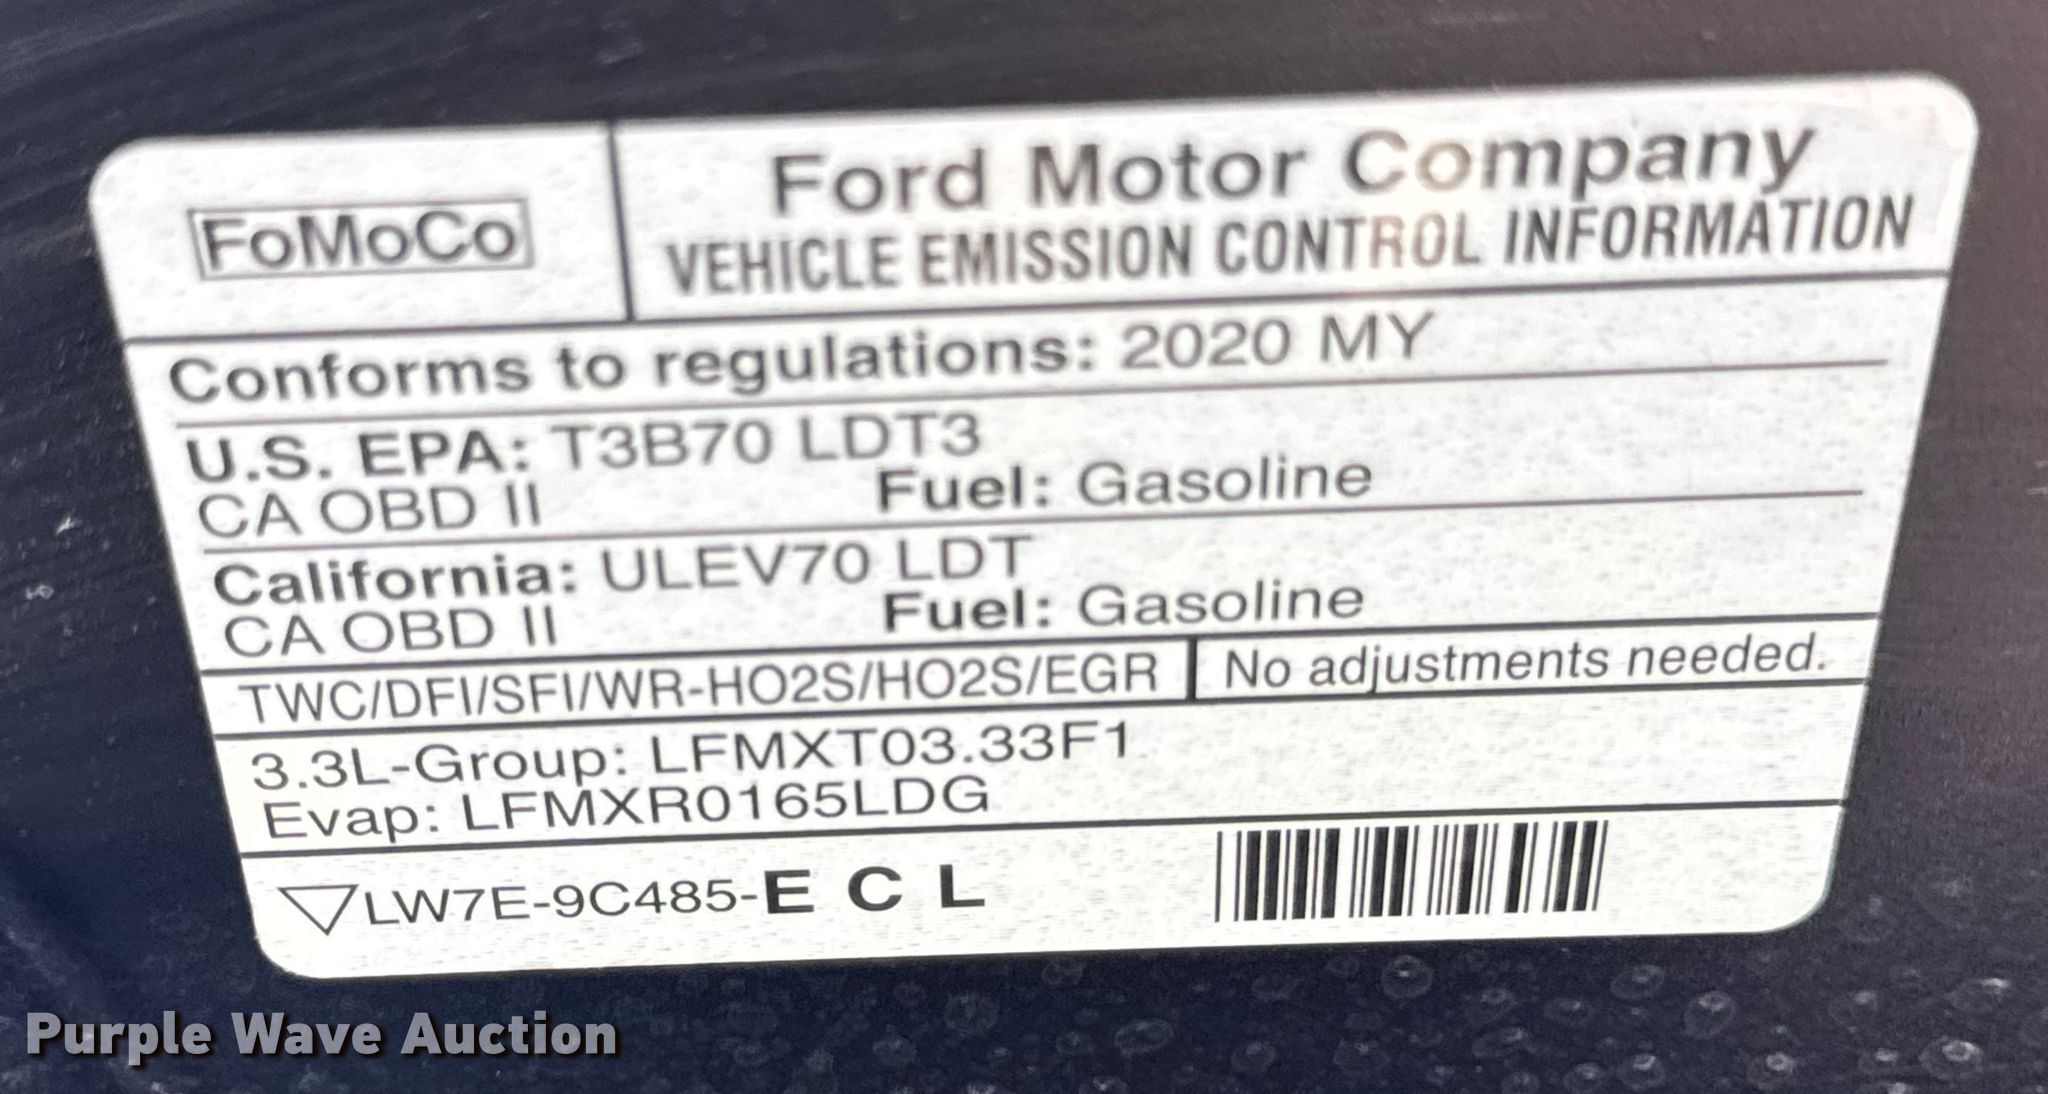 FoMoCo
Ford Motor Company
VEHICLE EMISSION CONTROL INFORMATION
Conforms to regulations: 2020 MY
U.S. EPA: T3B70 LDT3
CA OBD II Fuel: Gasoline
California: ULEV70 LDT
CA OBD II Fuel: Gasoline
TWC/DFI/SFI/WR-HO2S/HO2S/EGR No adjustments needed.
3.3L-Group: LFMXT03.33F1
Evap: LFMXR0165LDG
LW7E-9C485-E C L
Purple Wave Auction